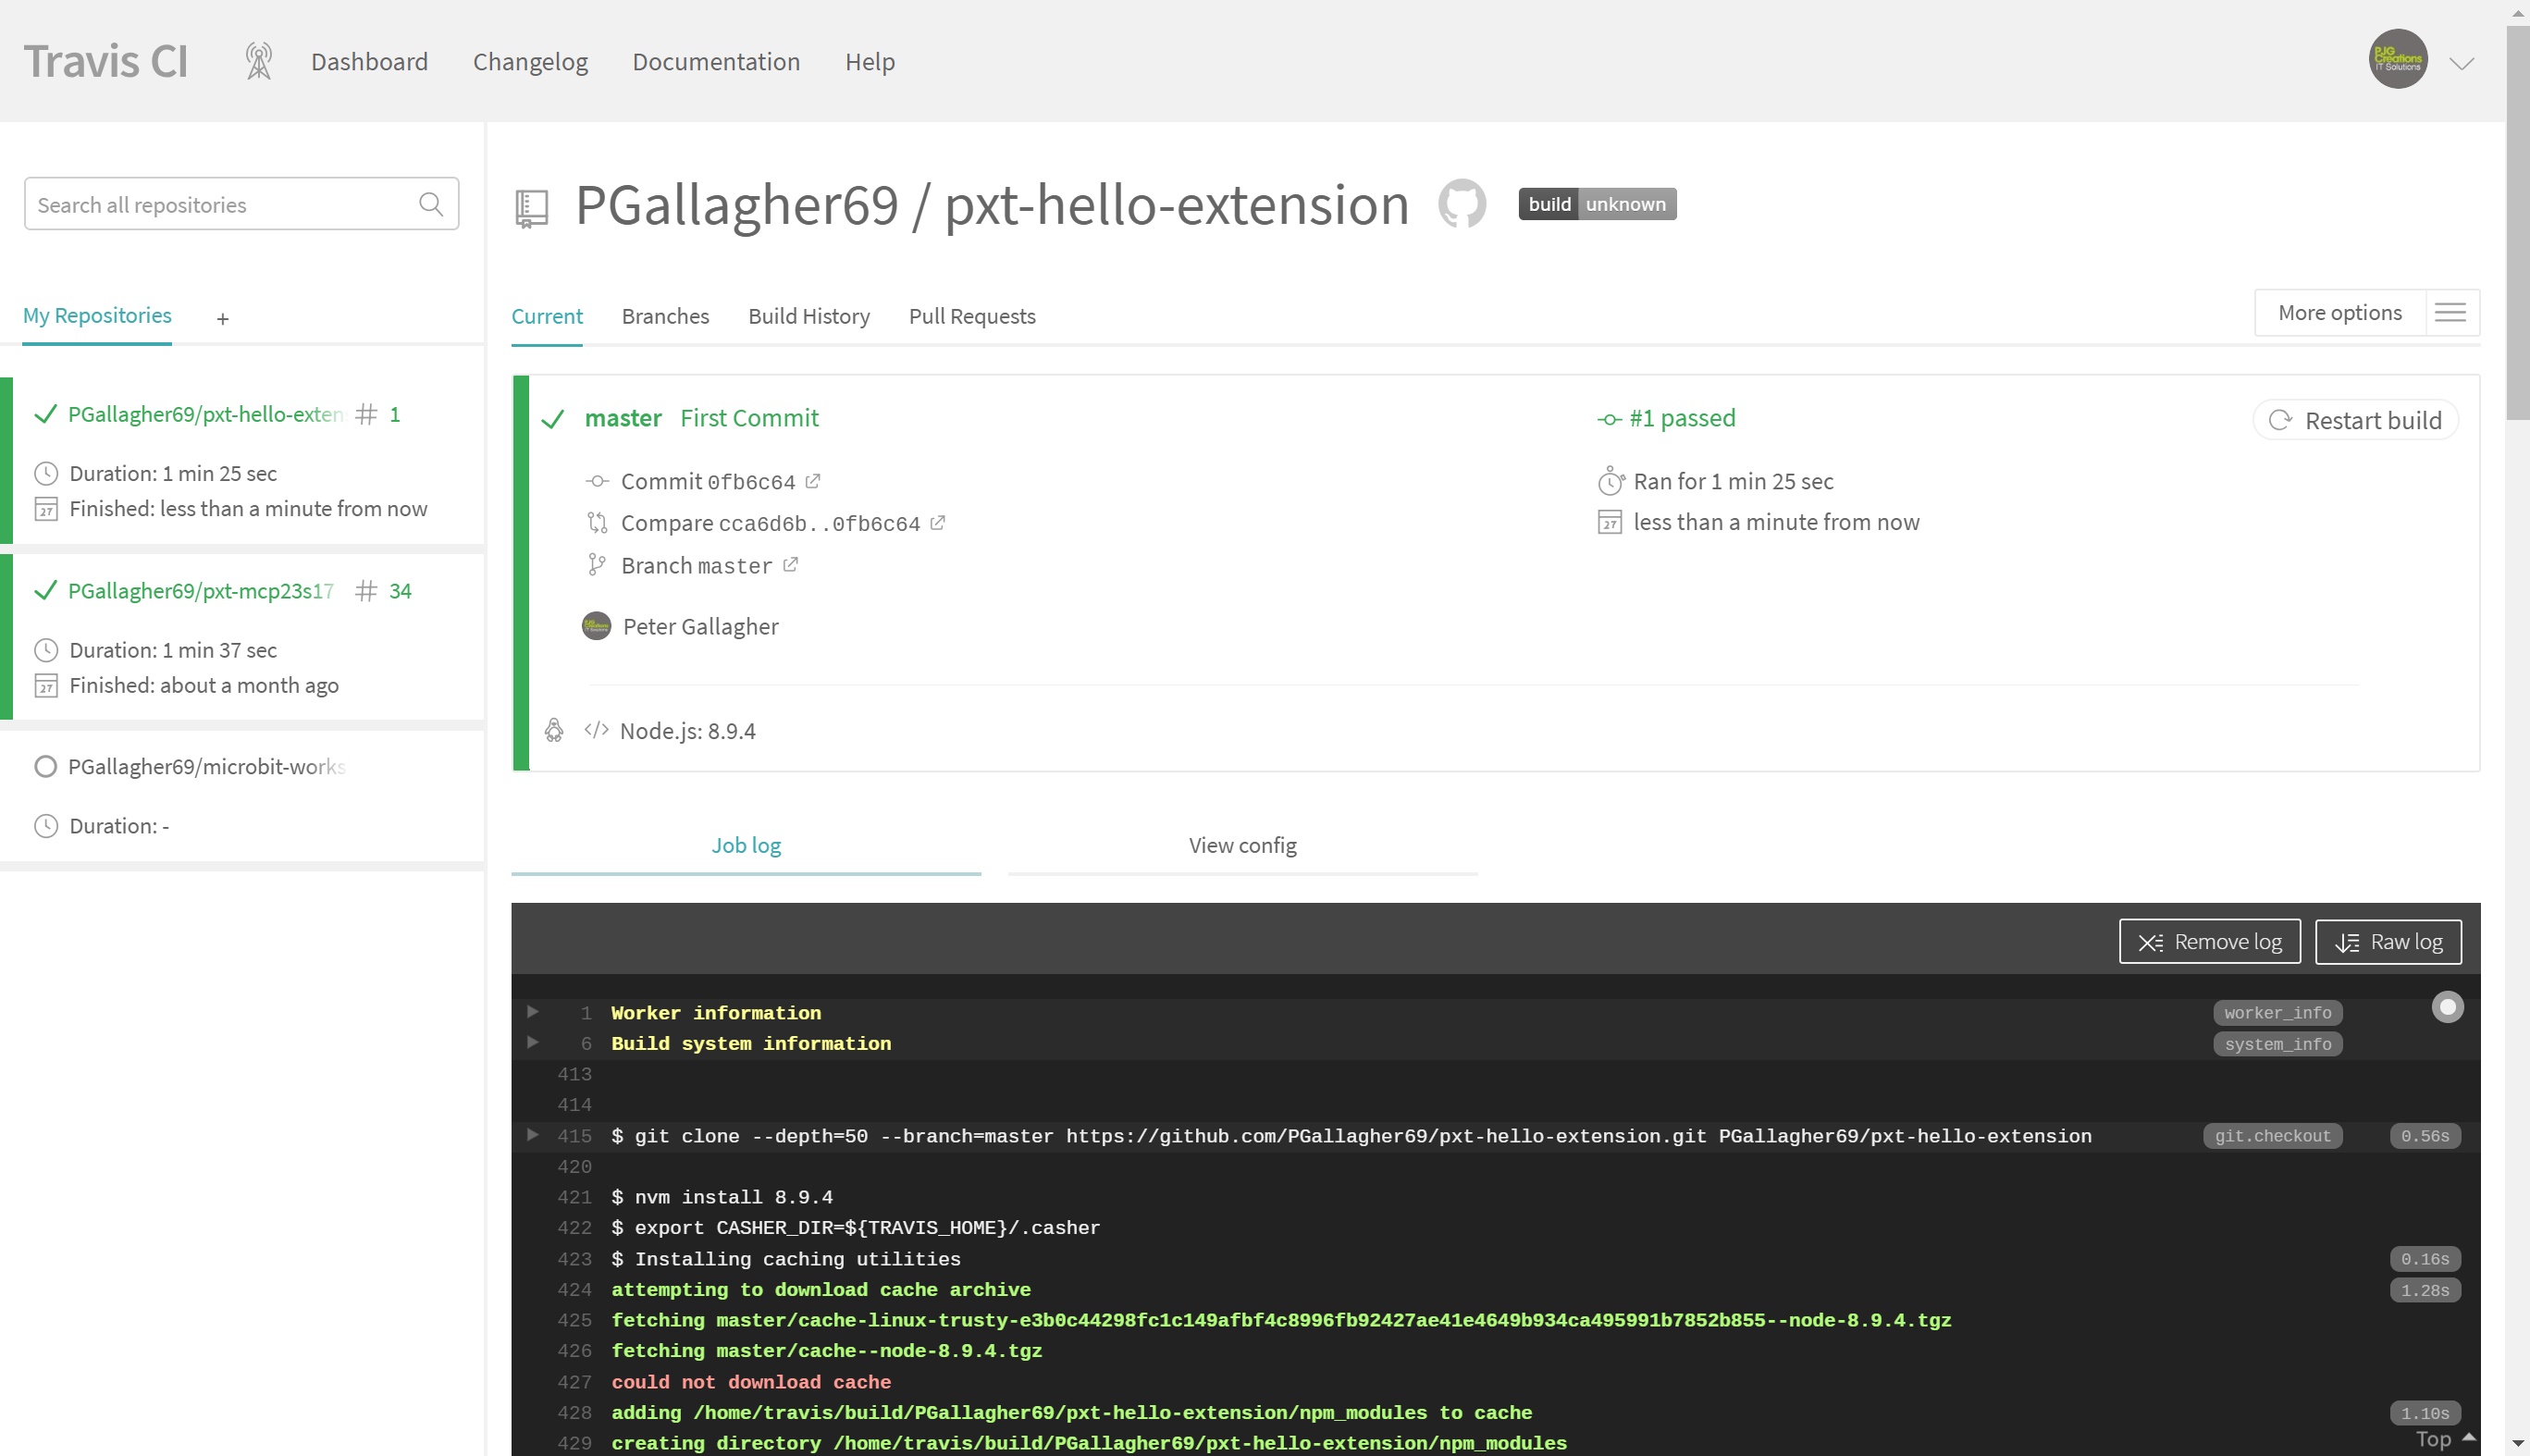 Travis CI
Dashboard
Changelog
Documentation
Help
PJG
Creations
IT Solutions
Search all repositories
My Repositories
+
PGallagher69/pxt-hello-exten
# 1
Duration: 1 min 25 sec
Finished: less than a minute from now
PGallagher69/pxt-mcp23s17
# 34
Duration: 1 min 37 sec
Finished: about a month ago
PGallagher69/microbit-works
Duration: -
PGallagher69 / pxt-hello-extension
build unknown
Current
Branches
Build History
Pull Requests
More options
master First Commit
Commit 0fb6c64
Compare cca6d6b..0fb6c64
Branch master
Peter Gallagher
#1 passed
Ran for 1 min 25 sec
less than a minute from now
Restart build
Node.js: 8.9.4
Job log
View config
Remove log
Raw log
1 Worker information worker_info
6 Build system information system_info
413
414
415 $ git clone --depth=50 --branch=master https://github.com/PGallagher69/pxt-hello-extension.git PGallagher69/pxt-hello-extension git.checkout 0.56s
420
421 $ nvm install 8.9.4
422 $ export CASHER_DIR=${TRAVIS_HOME}/.casher
423 $ Installing caching utilities 0.16s
424 attempting to download cache archive 1.28s
425 fetching master/cache-linux-trusty-e3b0c44298fc1c149afbf4c8996fb92427ae41e4649b934ca495991b7852b855--node-8.9.4.tgz
426 fetching master/cache--node-8.9.4.tgz
427 could not download cache
428 adding /home/travis/build/PGallagher69/pxt-hello-extension/npm_modules to cache 1.10s
429 creating directory /home/travis/build/PGallagher69/pxt-hello-extension/npm_modules
Top